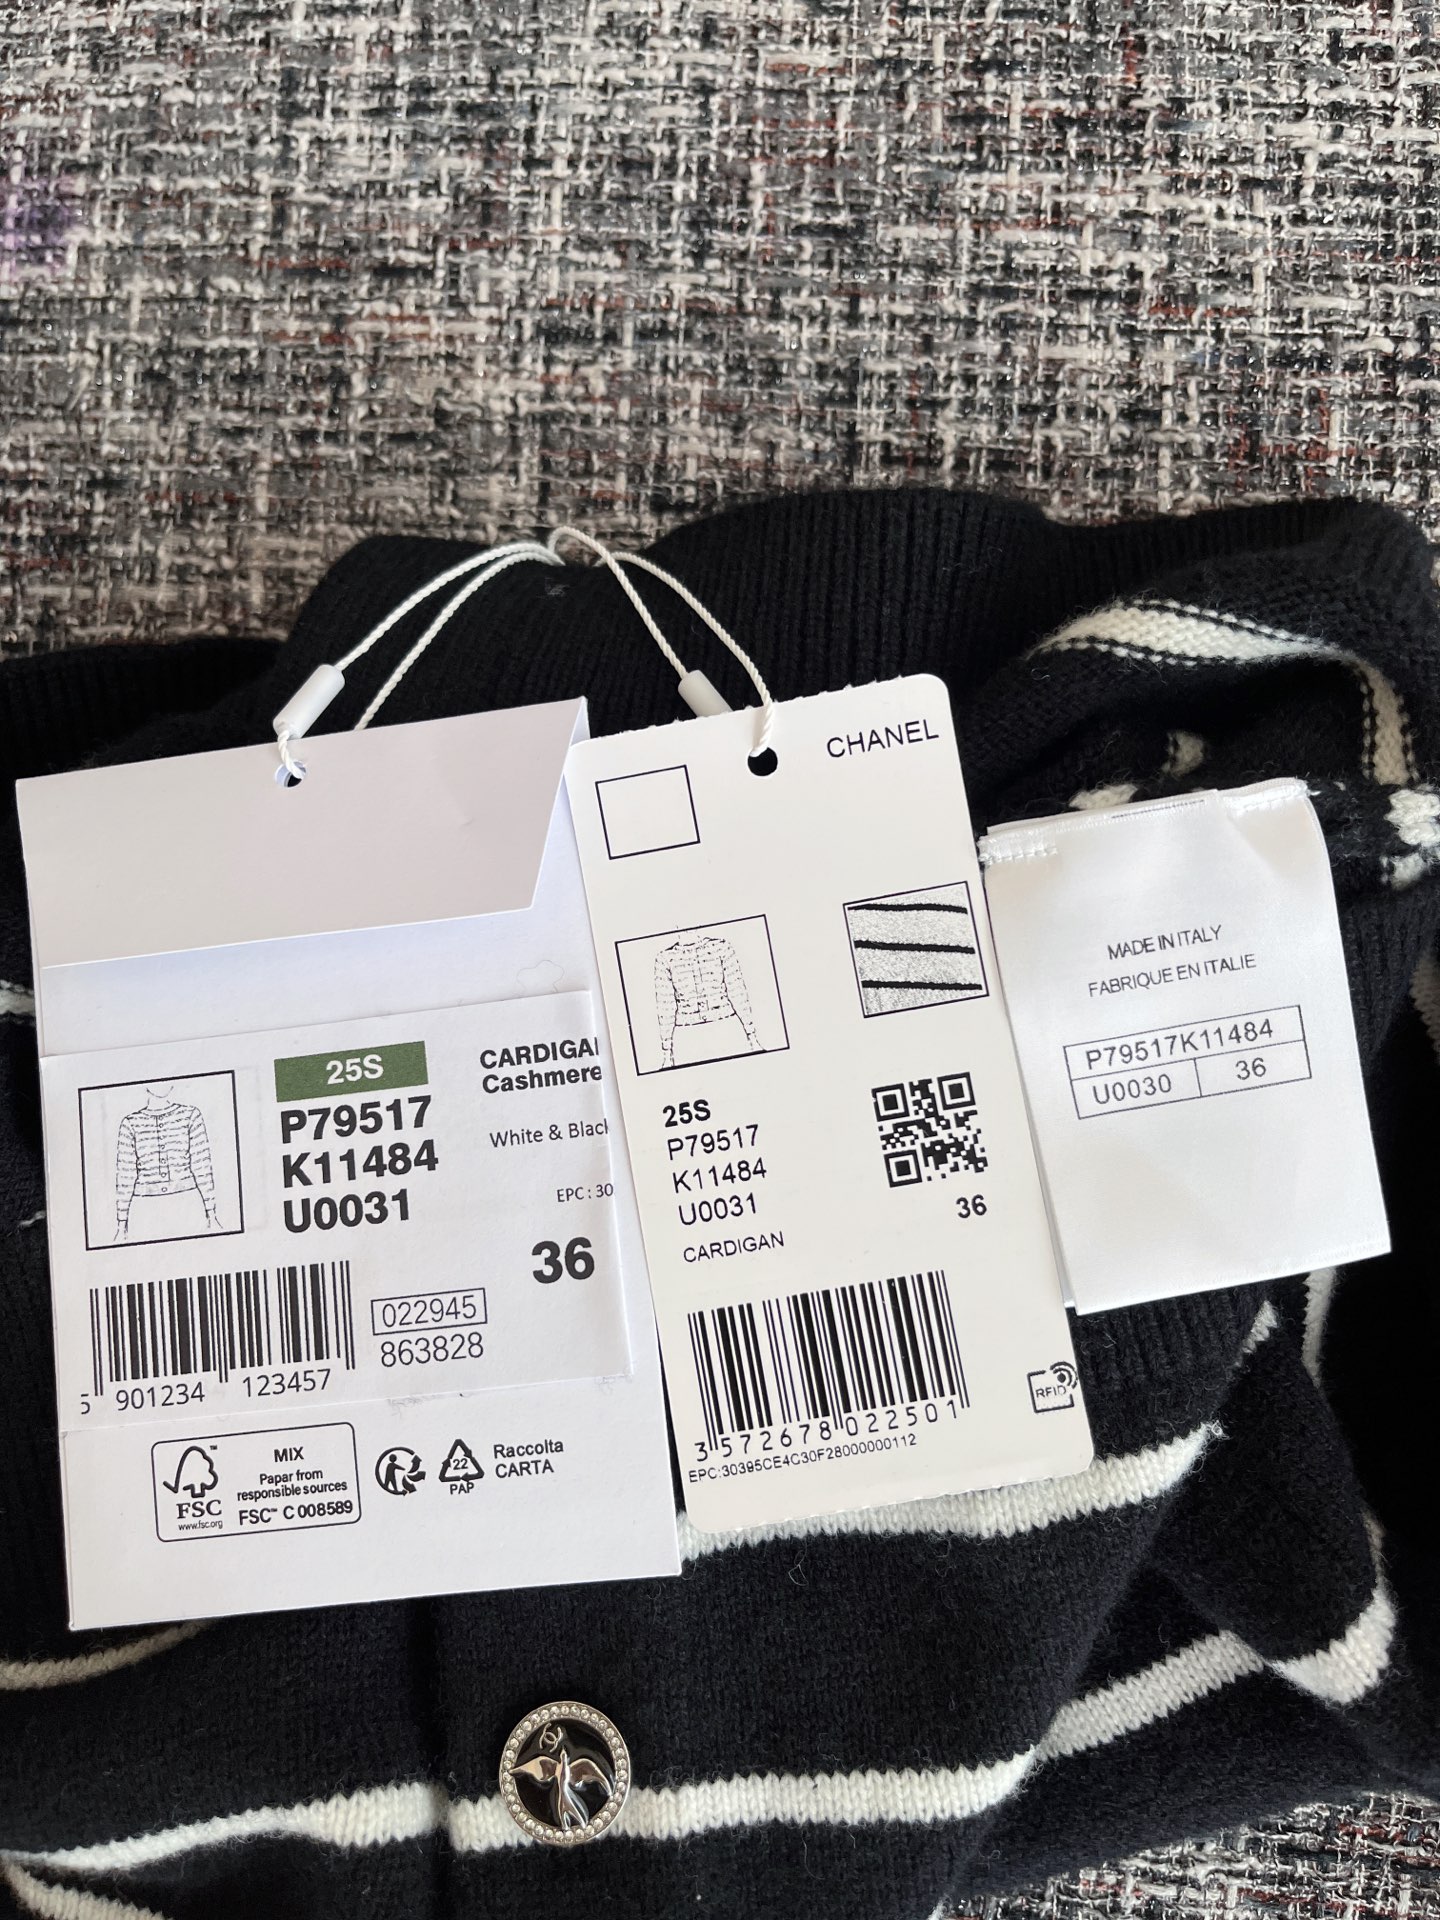 25S
P79517
K11484
U0031
CARDIGAN
Cashmere
White & Black
EPC: 30
36
5 901234 123457
022945
863828
FSC
www.fsc.org
MIX
Papar from
responsible sources
FSC™ C 008589
22
PAP
Raccolta
CARTA
CHANEL
25S
P79517
K11484
U0031
CARDIGAN
36
3 572678 022501
EPC:30395CE4C30F28000000112
RFID
MADE IN ITALY
FABRIQUE EN ITALIE
P79517K11484
U0030 36